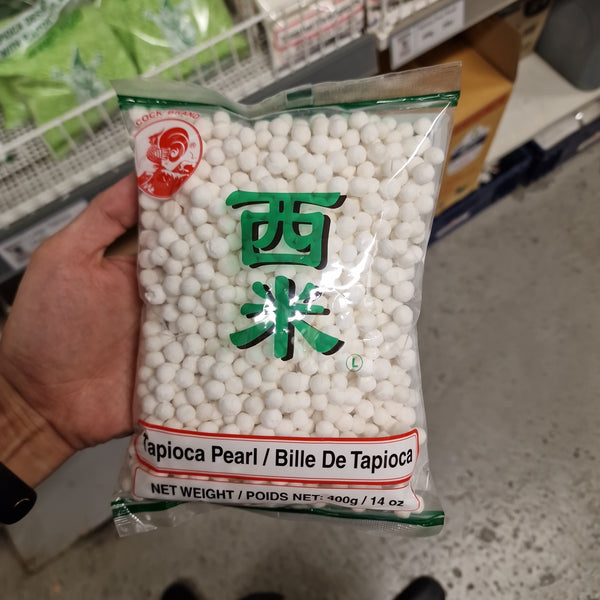 COCK BRAND
®
西
米
L
Tapioca Pearl / Bille De Tapioca
NET WEIGHT / POIDS NET: 400g / 14 oz